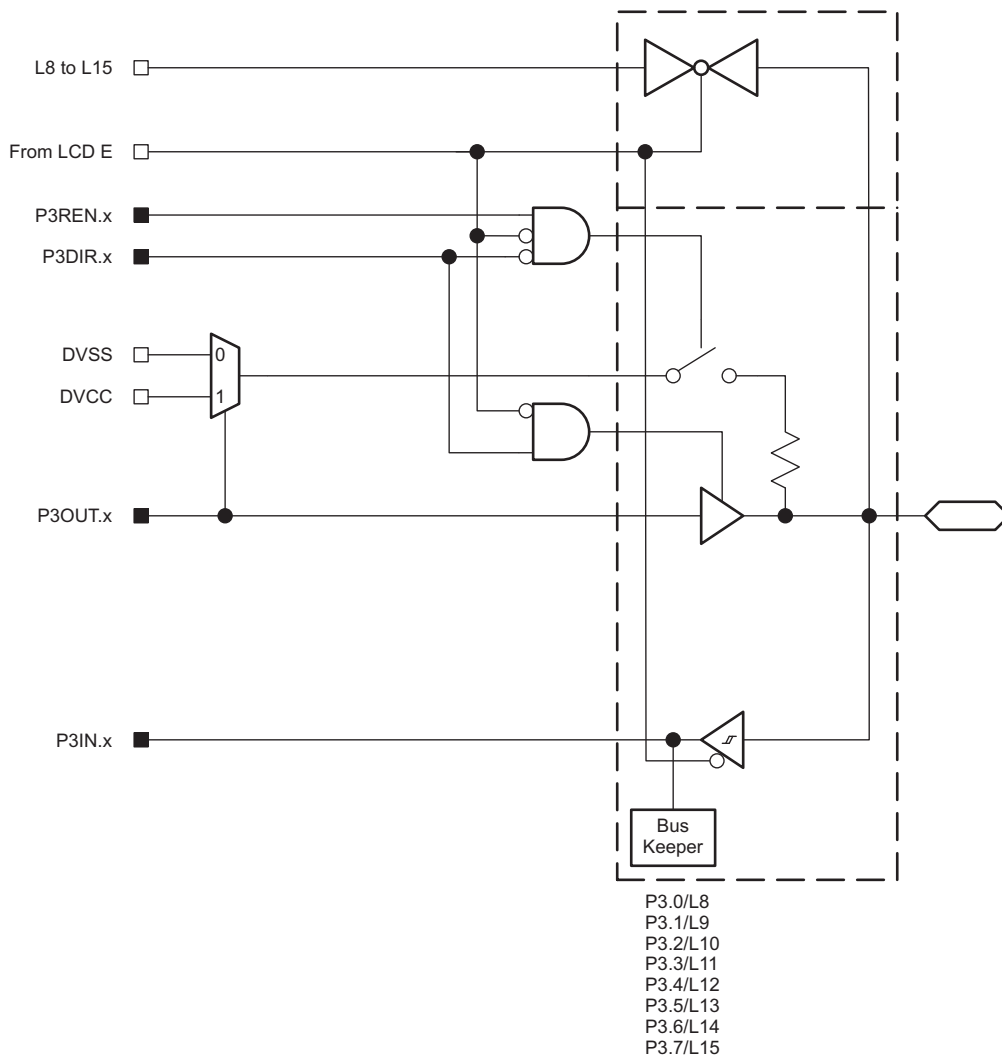 L8 to L15
From LCD E
P3REN.x
P3DIR.x
DVSS
0
DVCC
1
P3OUT.x
P3IN.x
Bus
Keeper
P3.0/L8
P3.1/L9
P3.2/L10
P3.3/L11
P3.4/L12
P3.5/L13
P3.6/L14
P3.7/L15